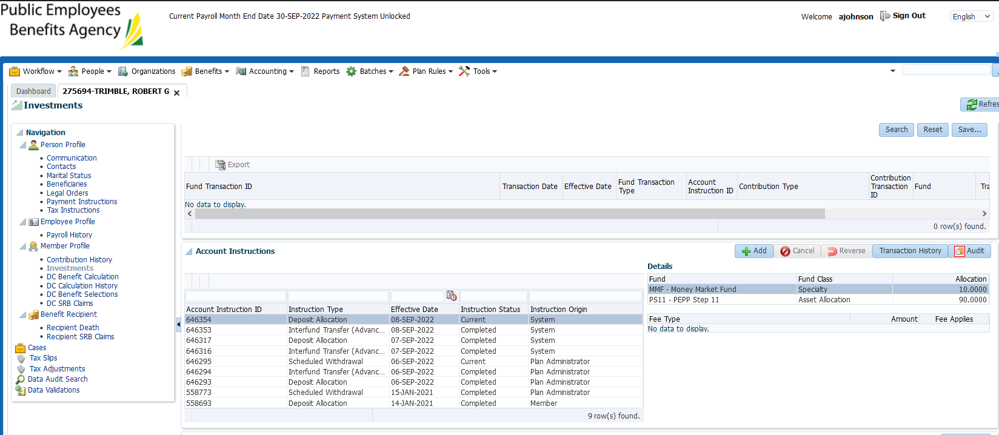 Public Employees
Benefits Agency
Current Payroll Month End Date 30-SEP-2022 Payment System Unlocked
Welcome ajohnson Sign Out English
Workflow People Organizations Benefits Accounting Reports Batches Plan Rules Tools
Dashboard 275694-TRIMBLE, ROBERT G
Investments
Refres
Navigation
Person Profile
Communication
Contacts
Marital Status
Beneficiaries
Legal Orders
Payment Instructions
Tax Instructions
Employee Profile
Payroll History
Member Profile
Contribution History
Investments
DC Benefit Calculation
DC Calculation History
DC Benefit Selections
DC SRB Claims
Benefit Recipient
Recipient Death
Recipient SRB Claims
Cases
Tax Slips
Tax Adjustments
Data Audit Search
Data Validations
Search Reset Save...
Export
Fund Transaction ID Transaction Date Effective Date Fund Transaction Type Account Instruction ID Contribution Type Contribution Transaction ID Fund Tra
No data to display.
0 row(s) found.
Account Instructions
Add Cancel Reverse Transaction History Audit
Account Instruction ID Instruction Type Effective Date Instruction Status Instruction Origin
646354 Deposit Allocation 08-SEP-2022 Current System
646353 Interfund Transfer (Advanc... 08-SEP-2022 Completed System
646317 Deposit Allocation 07-SEP-2022 Completed System
646316 Interfund Transfer (Advanc... 07-SEP-2022 Completed System
646295 Scheduled Withdrawal 06-SEP-2022 Current Plan Administrator
646294 Interfund Transfer (Advanc... 06-SEP-2022 Completed Plan Administrator
646293 Deposit Allocation 06-SEP-2022 Completed Plan Administrator
558773 Scheduled Withdrawal 15-JAN-2021 Completed Plan Administrator
558693 Deposit Allocation 14-JAN-2021 Completed Member
9 row(s) found.
Details
Fund Fund Class Allocation
MMF - Money Market Fund Specialty 10.0000
PS11 - PEPP Step 11 Asset Allocation 90.0000
Fee Type Amount Fee Applies
No data to display.